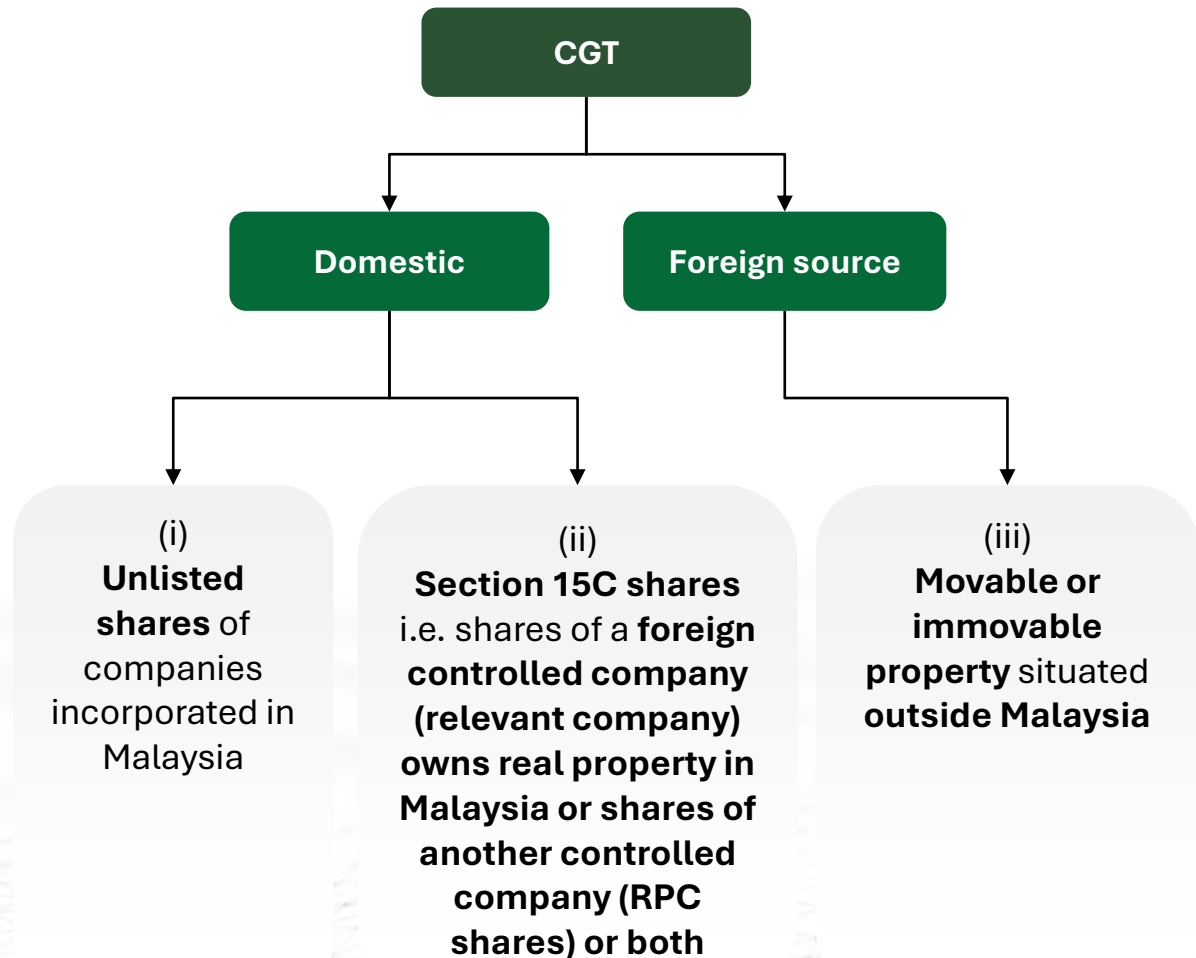 CGT
Domestic
Foreign source
(i)
Unlisted
shares of
companies
incorporated in
Malaysia
(ii)
Section 15C shares
i.e. shares of a foreign
controlled company
(relevant company)
owns real property in
Malaysia or shares of
another controlled
company (RPC
shares) or both
(iii)
Movable or
immovable
property situated
outside Malaysia